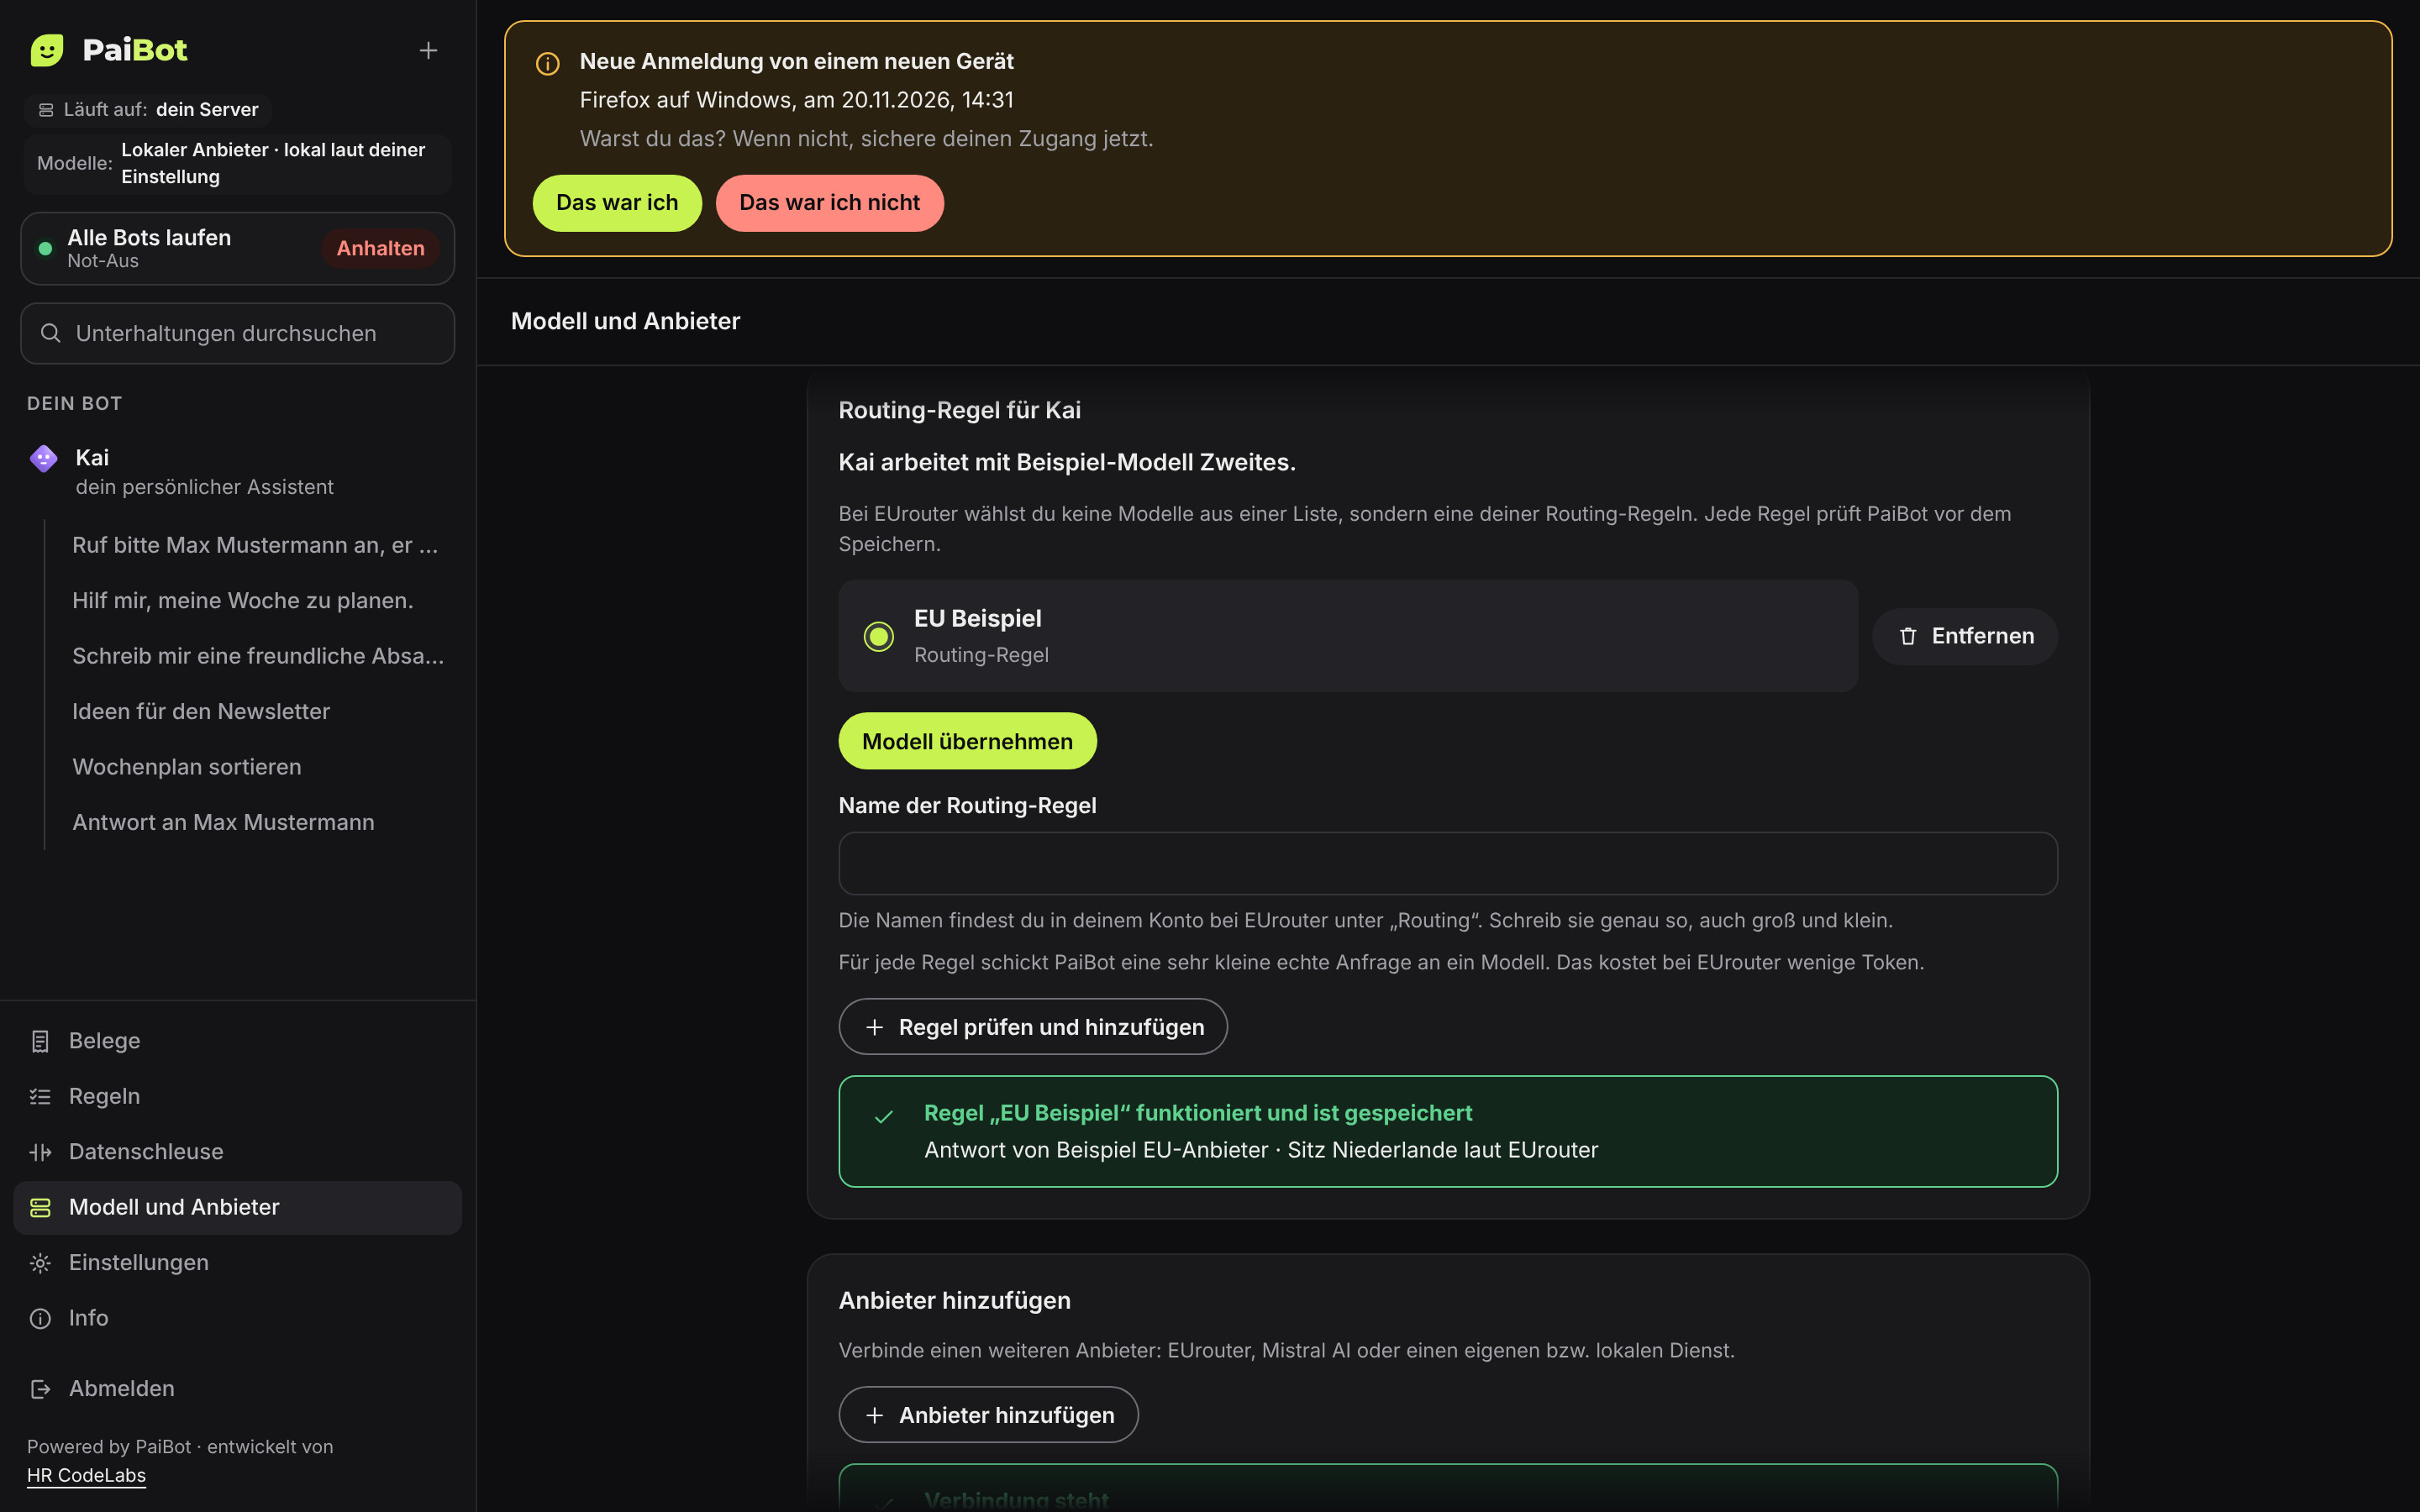 PaiBot
Läuft auf: dein Server
Modelle: Lokaler Anbieter · lokal laut deiner
Einstellung
Alle Bots laufen
Not-Aus
Anhalten
Unterhaltungen durchsuchen
DEIN BOT
Kai
dein persönlicher Assistent
Ruf bitte Max Mustermann an, er ...
Hilf mir, meine Woche zu planen.
Schreib mir eine freundliche Absa...
Ideen für den Newsletter
Wochenplan sortieren
Antwort an Max Mustermann
Belege
Regeln
Datenschleuse
Modell und Anbieter
Einstellungen
Info
Abmelden
Powered by PaiBot · entwickelt von
HR CodeLabs
Neue Anmeldung von einem neuen Gerät
Firefox auf Windows, am 20.11.2026, 14:31
Warst du das? Wenn nicht, sichere deinen Zugang jetzt.
Das war ich
Das war ich nicht
Modell und Anbieter
Routing-Regel für Kai
Kai arbeitet mit Beispiel-Modell Zweites.
Bei EUrouter wählst du keine Modelle aus einer Liste, sondern eine deiner Routing-Regeln. Jede Regel prüft PaiBot vor dem
Speichern.
EU Beispiel
Routing-Regel
Entfernen
Modell übernehmen
Name der Routing-Regel
Die Namen findest du in deinem Konto bei EUrouter unter „Routing“. Schreib sie genau so, auch groß und klein.
Für jede Regel schickt PaiBot eine sehr kleine echte Anfrage an ein Modell. Das kostet bei EUrouter wenige Token.
Regel prüfen und hinzufügen
Regel „EU Beispiel“ funktioniert und ist gespeichert
Antwort von Beispiel EU-Anbieter · Sitz Niederlande laut EUrouter
Anbieter hinzufügen
Verbinde einen weiteren Anbieter: EUrouter, Mistral AI oder einen eigenen bzw. lokalen Dienst.
Anbieter hinzufügen
Verbindung steht